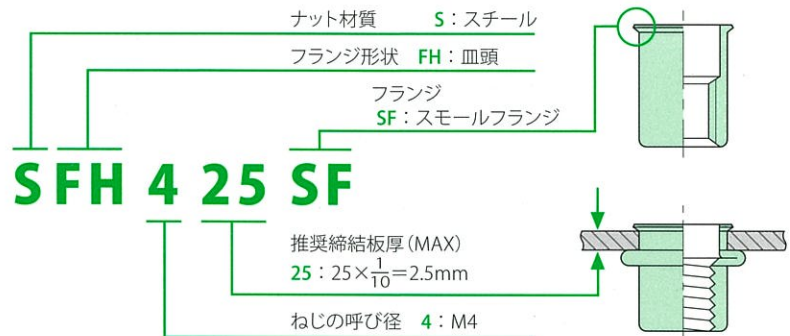 ナット材質 S：スチール
フランジ形状 FH：皿頭
フランジ
SF：スモールフランジ
SFH 4 25 SF
推奨締結板厚（MAX）
25：25×1/10＝2.5mm
ねじの呼び径 4：M4